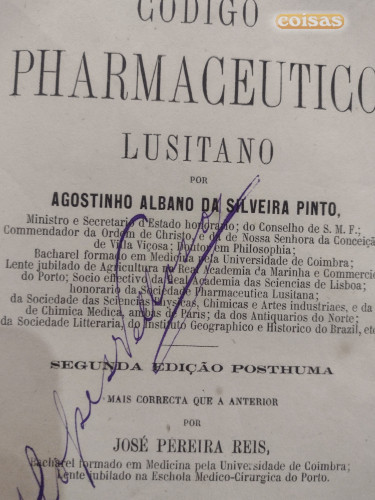 coisas
CODIGO
PHARMACEUTICO
LUSITANO
POR
AGOSTINHO ALBANO DA SILVEIRA PINTO,
Ministro e Secretario d'Estado honorario; do Conselho de S. M. F.;
Commendador da Ordem de Christo, e da de Nossa Senhora da Conceição
de Villa Viçosa; Doutor em Philosophia;
Bacharel formado em Medicina pela Universidade de Coimbra;
Lente jubilado de Agricultura da Real Academia da Marinha e Commercio
do Porto; Socio effectivo da Real Academia das Sciencias de Lisboa;
honorario da Sociedade Pharmaceutica Lusitana;
da Sociedade das Sciencias Physicas, Chimicas e Artes industriaes, e da
de Chimica Medica, ambas de Paris; da dos Antiquarios do Norte;
da Sociedade Litteraria, do Instituto Geographico e Historico do Brazil, etc.
SEGUNDA EDIÇÃO POSTHUMA
MAIS CORRECTA QUE A ANTERIOR
POR
JOSÉ PEREIRA REIS,
Bacharel formado em Medicina pela Universidade de Coimbra;
Lente jubilado na Eschola Medico-Cirurgica do Porto.